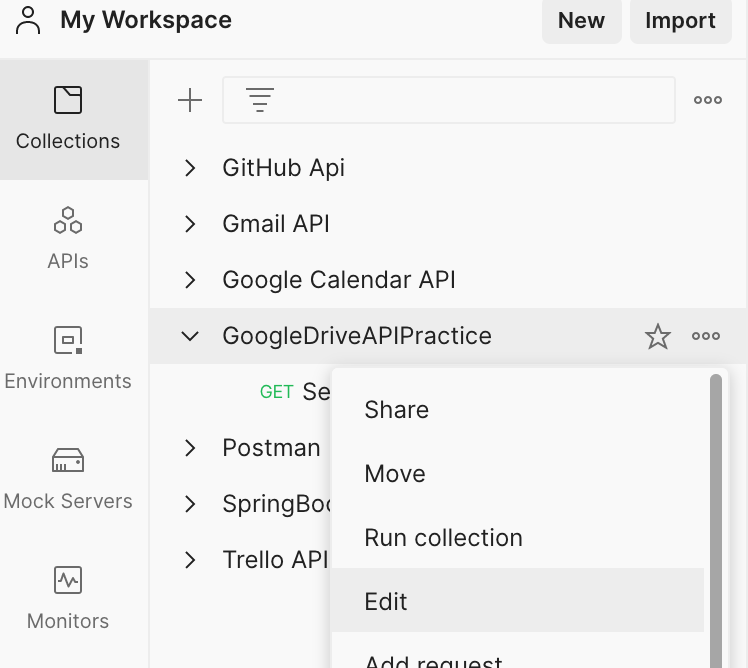 My Workspace
New
Import
Collections
APIs
Environments
Mock Servers
Monitors
GitHub Api
Gmail API
Google Calendar API
GoogleDriveAPIPractice
GET Se
Postman
SpringBoo
Trello API
Share
Move
Run collection
Edit
Add request